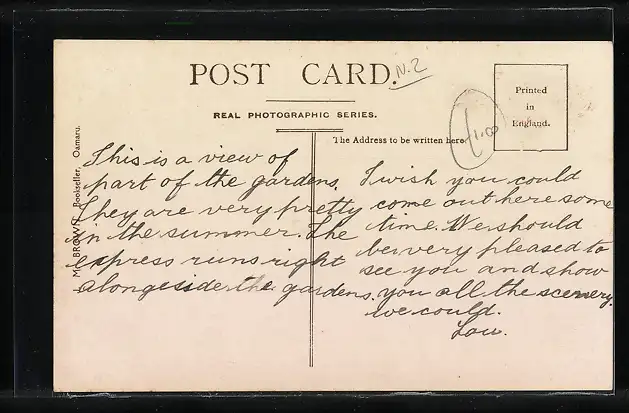 POST CARD.
N.Z
REAL PHOTOGRAPHIC SERIES.
Printed
in
England.
The Address to be written here.
1.00
BROWN, Bookseller, Oamaru.
This is a view of
part of the gardens.
They are very pretty
in the summer. The
express runs right
alongside the gardens.
I wish you could
come out here some
time. We should
be very pleased to
see you and show
you all the scenery
we could.
Lou.